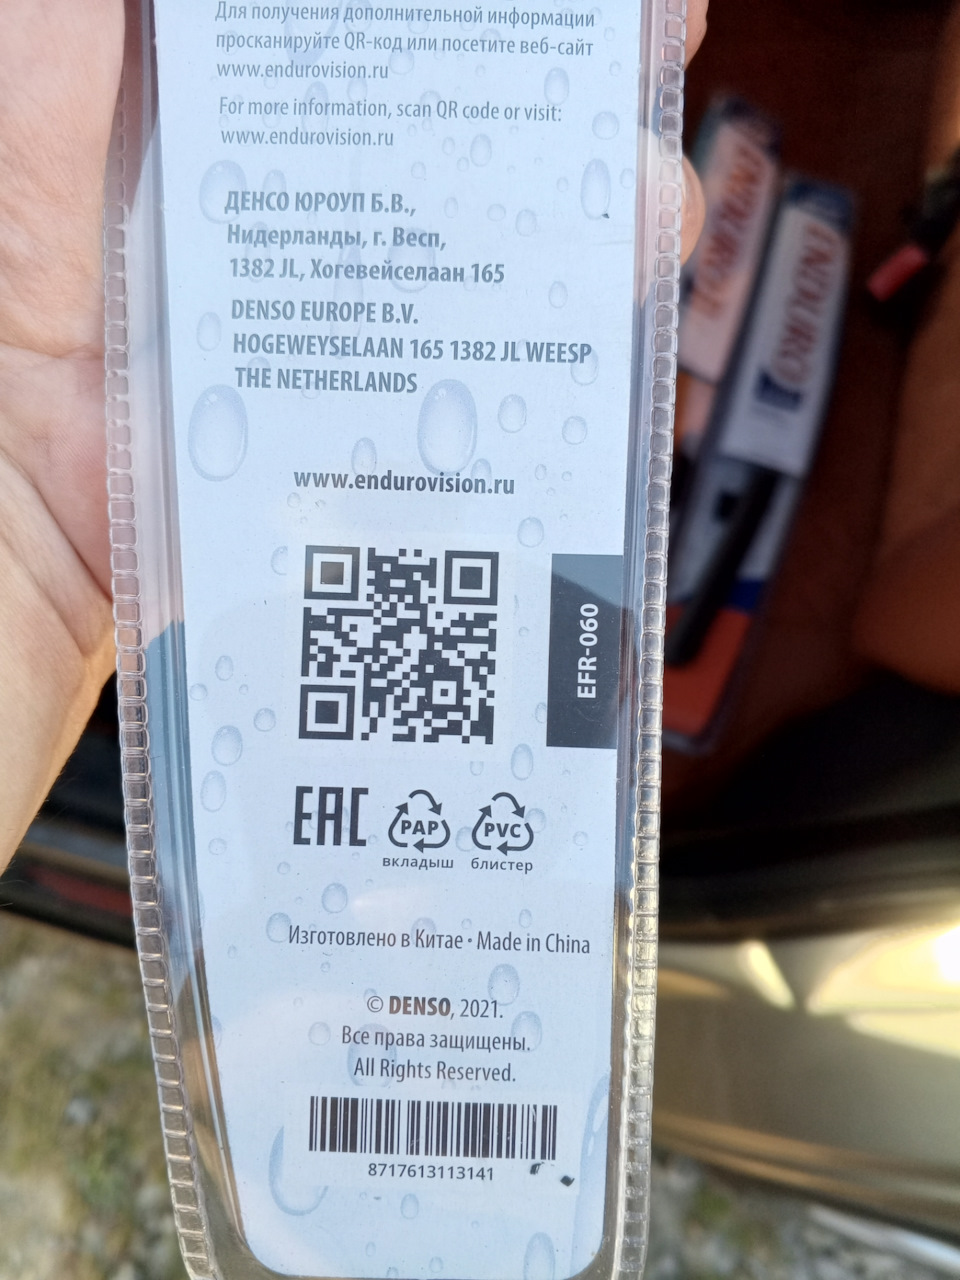 Для получения дополнительной информации
просканируйте QR-код или посетите веб-сайт
www.endurovision.ru
For more information, scan QR code or visit:
www.endurovision.ru
ДЕНСО ЮРОУП Б.В.,
Нидерланды, г. Весп,
1382 JL, Хогевейселаан 165
DENSO EUROPE B.V.
HOGEWEYSELAAN 165 1382 JL WEESP
THE NETHERLANDS
www.endurovision.ru
EFR-060
EAC
PAP PVC
вкладыш блистер
Изготовлено в Китае • Made in China
© DENSO, 2021.
Все права защищены.
All Rights Reserved.
8717613113141
ENDURO